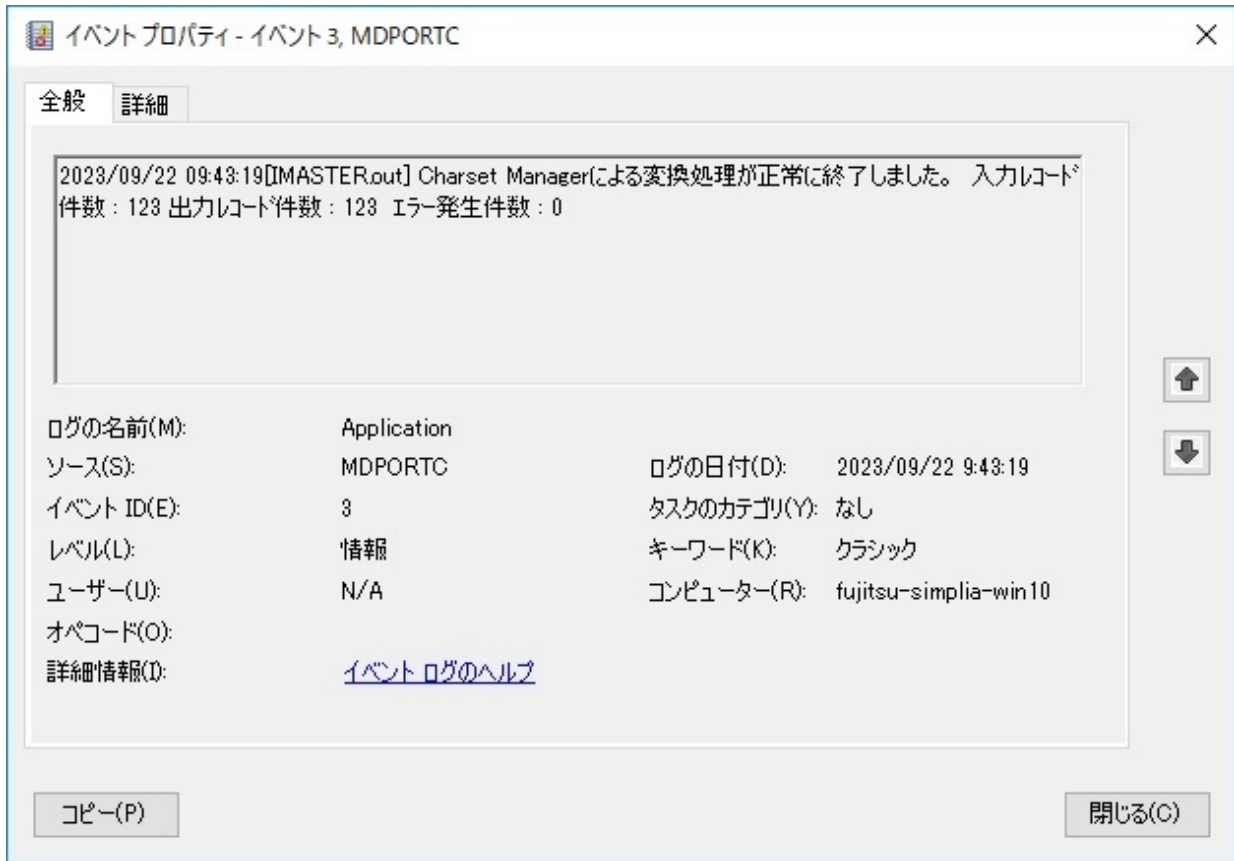 イベント プロパティ - イベント 3, MDPORTC
全般 詳細
2023/09/22 09:43:19[IMASTER.out] Charset Managerによる変換処理が正常に終了しました。 入力レコード
件数：123 出力レコード件数：123 エラー発生件数：0
ログの名前(M): Application
ソース(S): MDPORTC ログの日付(D): 2023/09/22 9:43:19
イベント ID(E): 3 タスクのカテゴリ(Y): なし
レベル(L): 情報 キーワード(K): クラシック
ユーザー(U): N/A コンピューター(R): fujitsu-simplia-win10
オペコード(O):
詳細情報(I): イベント ログのヘルプ
コピー(P) 閉じる(C)